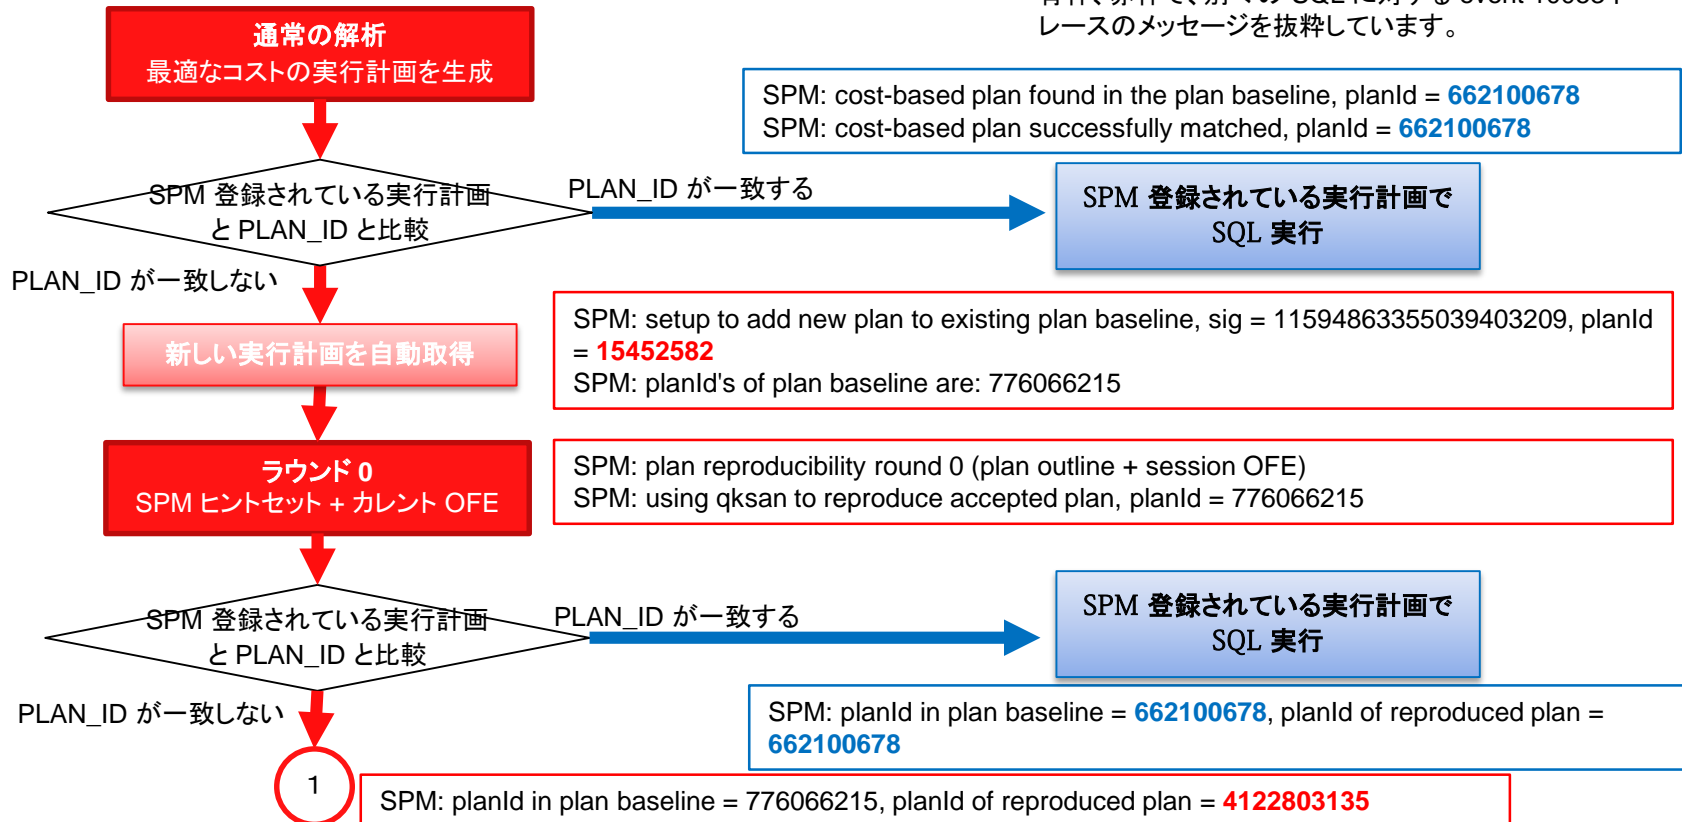 レースのメッセージを抜粋しています。
通常の解析
最適なコストの実行計画を生成
SPM: cost-based plan found in the plan baseline, planId = 662100678
SPM: cost-based plan successfully matched, planId = 662100678
SPM 登録されている実行計画
と PLAN_ID と比較
PLAN_ID が一致する
SPM 登録されている実行計画で
SQL 実行
PLAN_ID が一致しない
新しい実行計画を自動取得
SPM: setup to add new plan to existing plan baseline, sig = 11594863355039403209, planId
= 15452582
SPM: planId's of plan baseline are: 776066215
ラウンド 0
SPM ヒントセット + カレント OFE
SPM: plan reproducibility round 0 (plan outline + session OFE)
SPM: using qksan to reproduce accepted plan, planId = 776066215
SPM 登録されている実行計画
と PLAN_ID と比較
PLAN_ID が一致する
SPM 登録されている実行計画で
SQL 実行
PLAN_ID が一致しない
SPM: planId in plan baseline = 662100678, planId of reproduced plan =
662100678
1
SPM: planId in plan baseline = 776066215, planId of reproduced plan = 4122803135